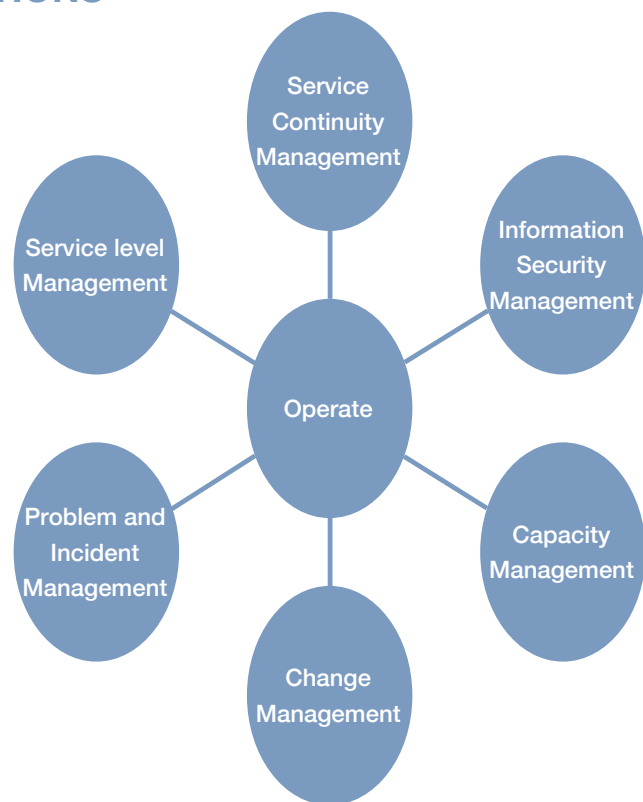 Service
Continuity
Management
Service level
Management
Information
Security
Management
Operate
Problem and
Incident
Management
Capacity
Management
Change
Management